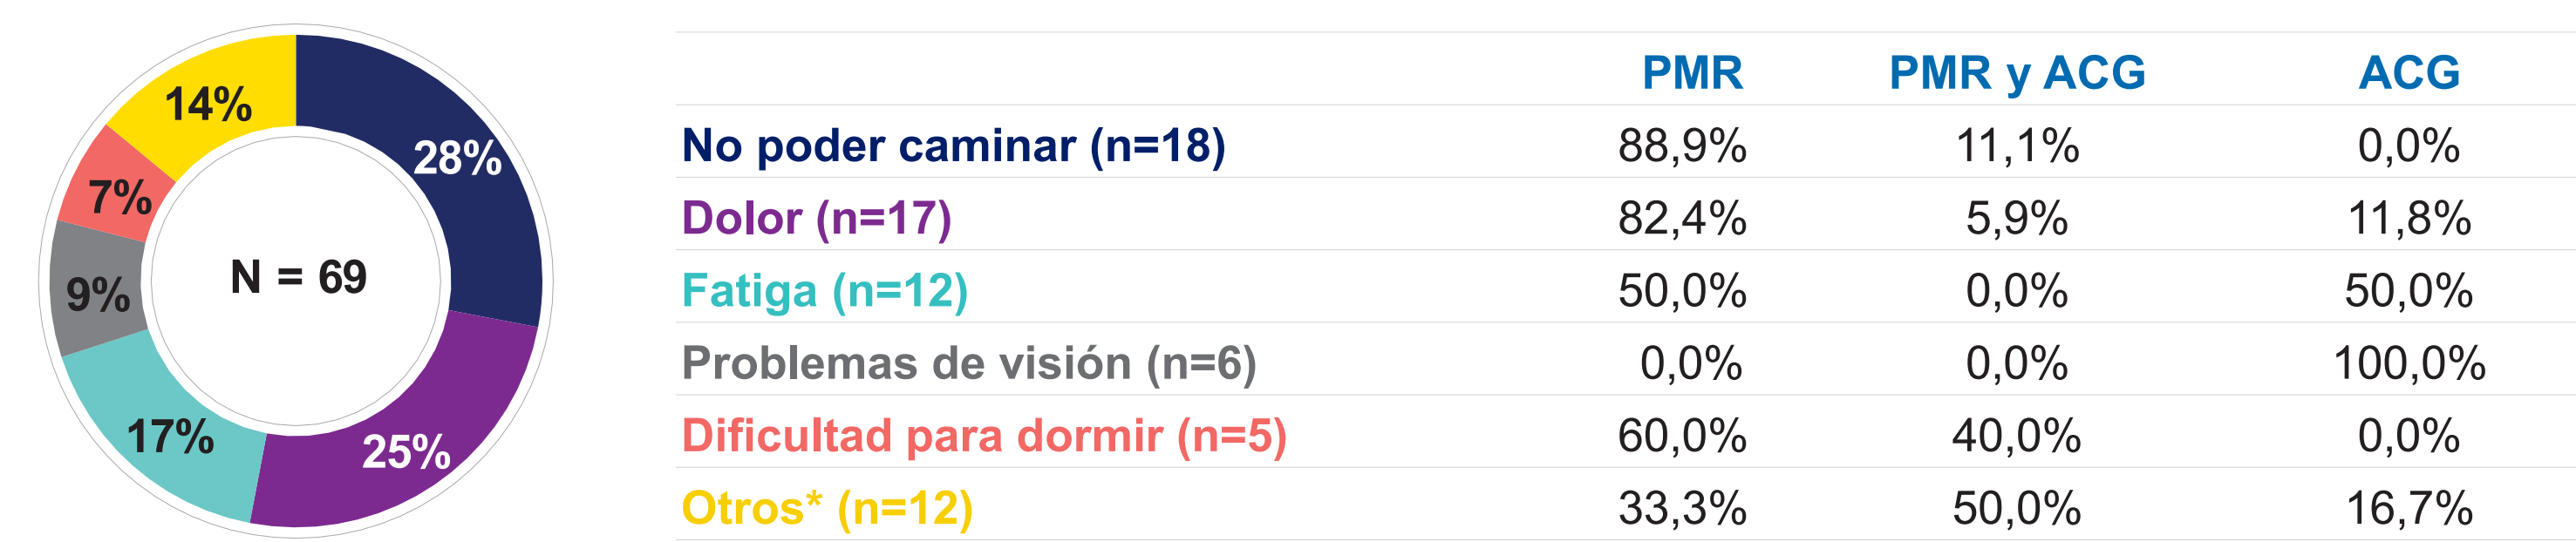 14%
28%
7%
N = 69
9%
17%
25%
PMR PMR y ACG ACG
No poder caminar (n=18) 88,9% 11,1% 0,0%
Dolor (n=17) 82,4% 5,9% 11,8%
Fatiga (n=12) 50,0% 0,0% 50,0%
Problemas de visión (n=6) 0,0% 0,0% 100,0%
Dificultad para dormir (n=5) 60,0% 40,0% 0,0%
Otros* (n=12) 33,3% 50,0% 16,7%